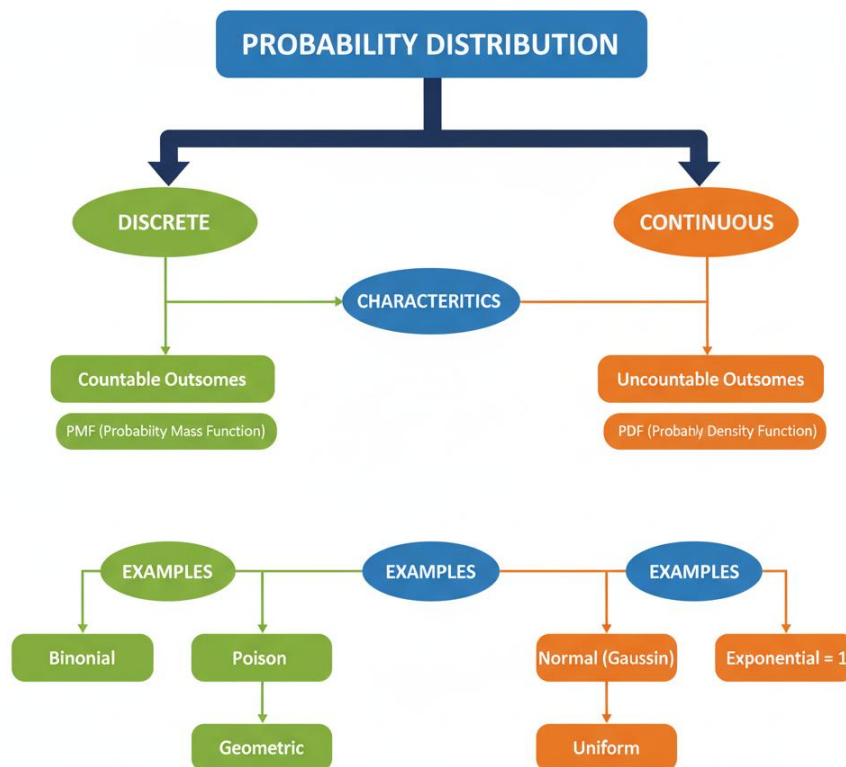 PROBABILITY DISTRIBUTION
DISCRETE
CONTINUOUS
CHARACTERITICS
Countable Outsomes
Uncountable Outsomes
PMF (Probabiity Mass Function)
PDF (Probahly Density Function)
EXAMPLES
EXAMPLES
EXAMPLES
Binonial
Poison
Normal (Gaussin)
Exponential = 1
Geometric
Uniform